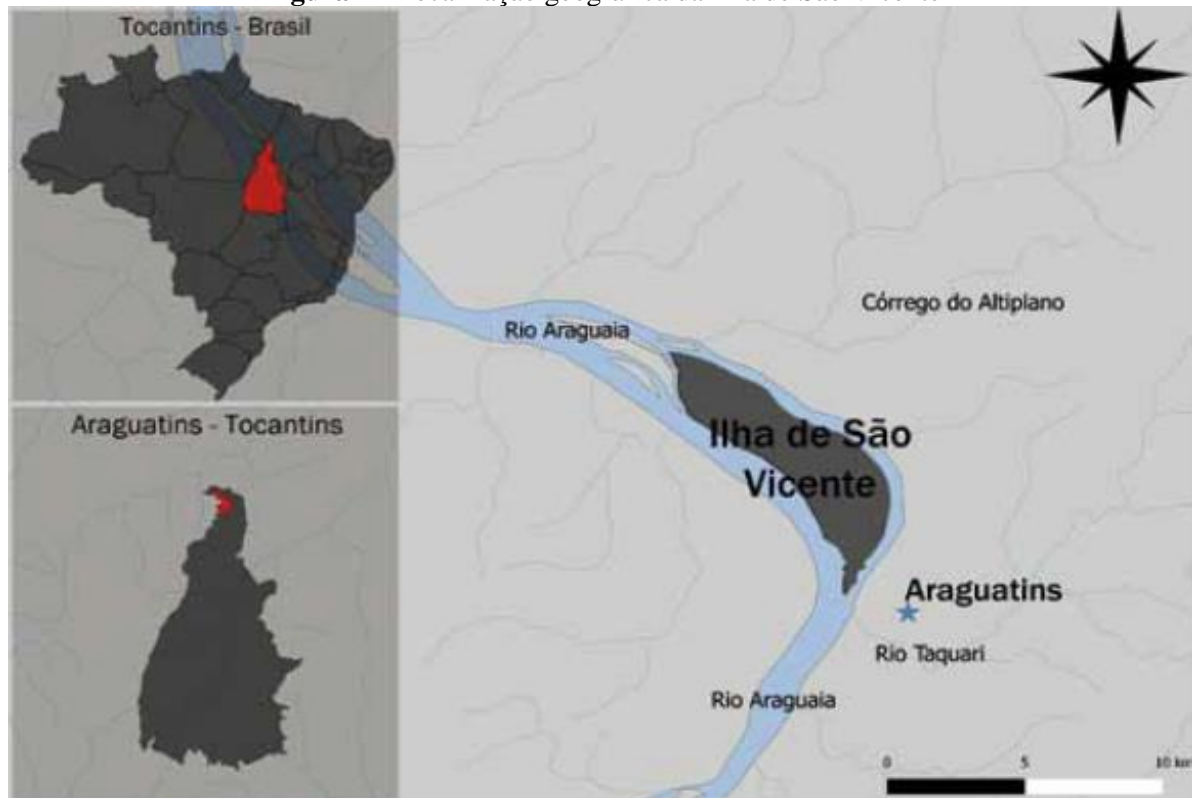 Tocantins - Brasil
Córrego do Altiplano
Rio Araguaia
Araguatins - Tocantins
Ilha de São
Vicente
Araguatins
Rio Taquari
Rio Araguaia
0 5 10 km